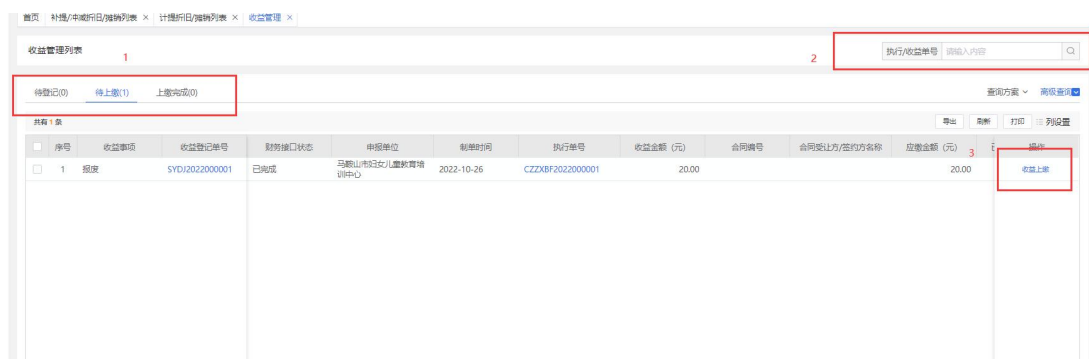 首页 补提/冲减折旧/摊销列表 × 计提折旧/摊销列表 × 收益管理 ×
收益管理列表 1 2 执行/收益单号 请输入内容
待登记(0) 待上缴(1) 上缴完成(0) 查询方案 高级查询
共有 1 条 导出 刷新 打印 列设置
序号 收益事项 收益登记单号 财务接口状态 申报单位 制单时间 执行单号 收益金额（元） 合同编号 合同受让方/签约方名称 应缴金额（元） 3 操作
1 报废 SYDJ2022000001 已完成 马鞍山市妇女儿童教育培 2022-10-26 CZZXBF2022000001 20.00 20.00 收益上缴
训中心